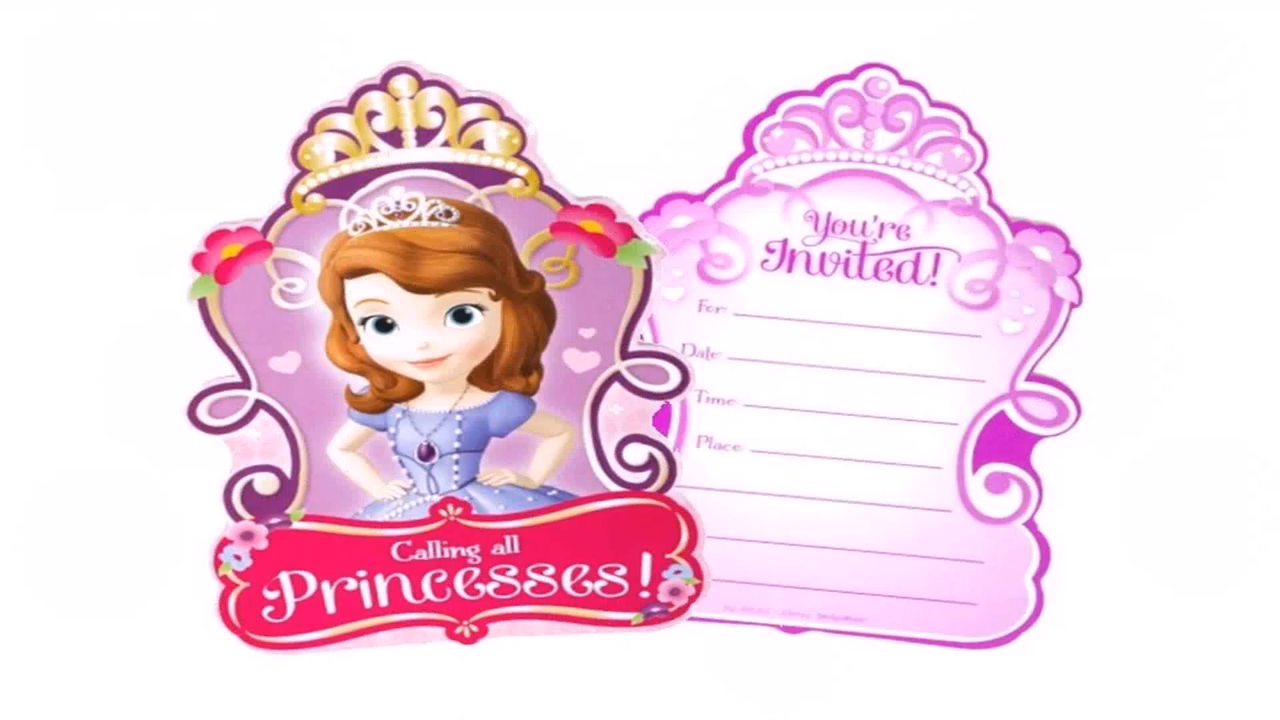 Calling all
Princesses!
You're
Invited!
For:
Date:
Time:
Place: